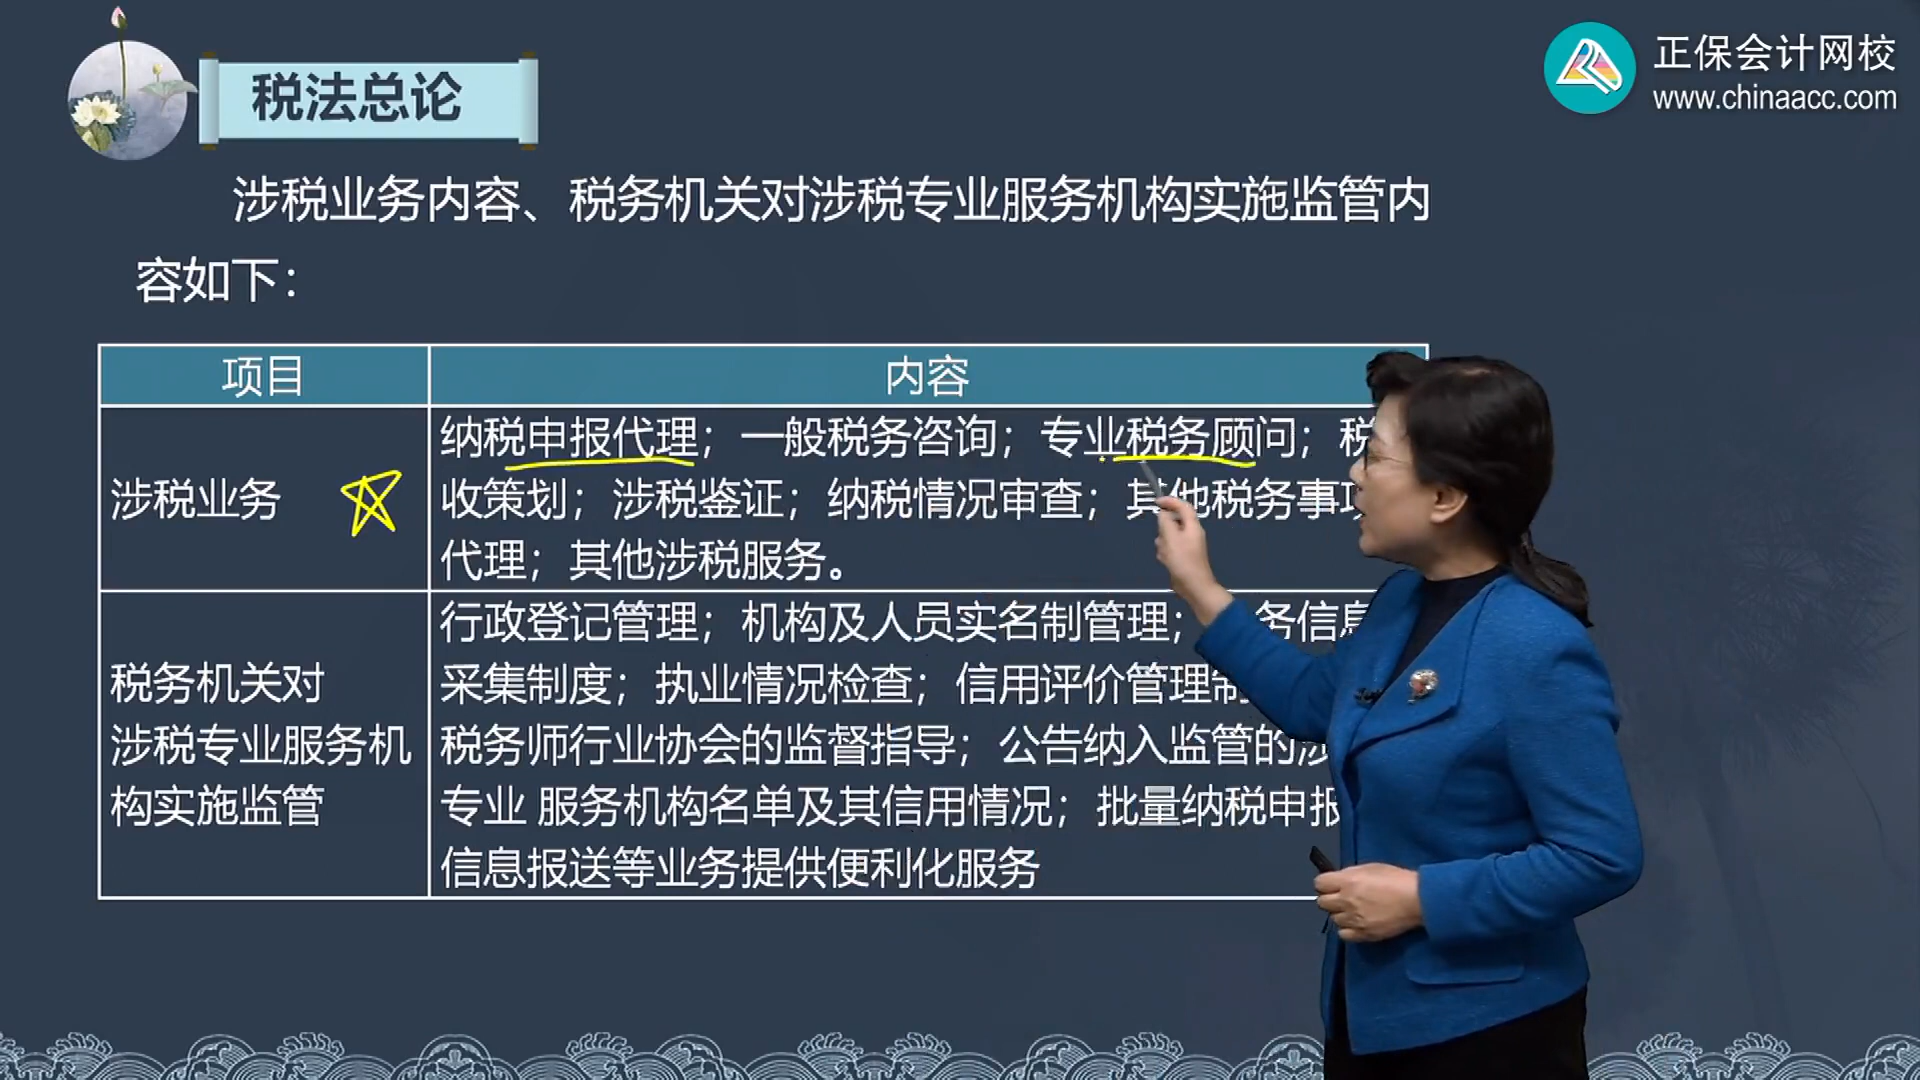 税法总论
正保会计网校
www.chinaacc.com
涉税业务内容、税务机关对涉税专业服务机构实施监管内
容如下：
项目
内容
涉税业务
纳税申报代理；一般税务咨询；专业税务顾问；税
收策划；涉税鉴证；纳税情况审查；其他税务事项
代理；其他涉税服务。
税务机关对
涉税专业服务机
构实施监管
行政登记管理；机构及人员实名制管理；务信息
采集制度；执业情况检查；信用评价管理制
税务师行业协会的监督指导；公告纳入监管的涉
专业 服务机构名单及其信用情况；批量纳税申报
信息报送等业务提供便利化服务